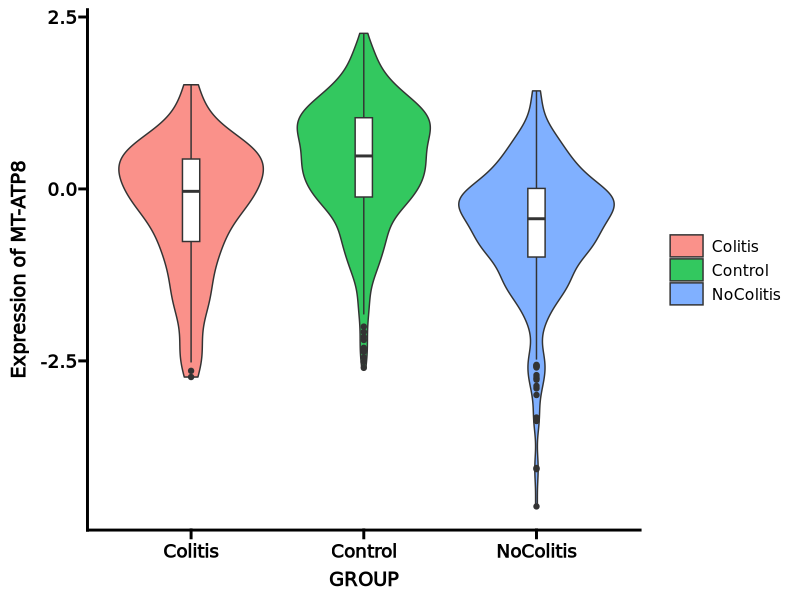 Expression of MT-ATP8
2.5
0.0
-2.5
Colitis
Control
NoColitis
GROUP
Colitis
Control
NoColitis